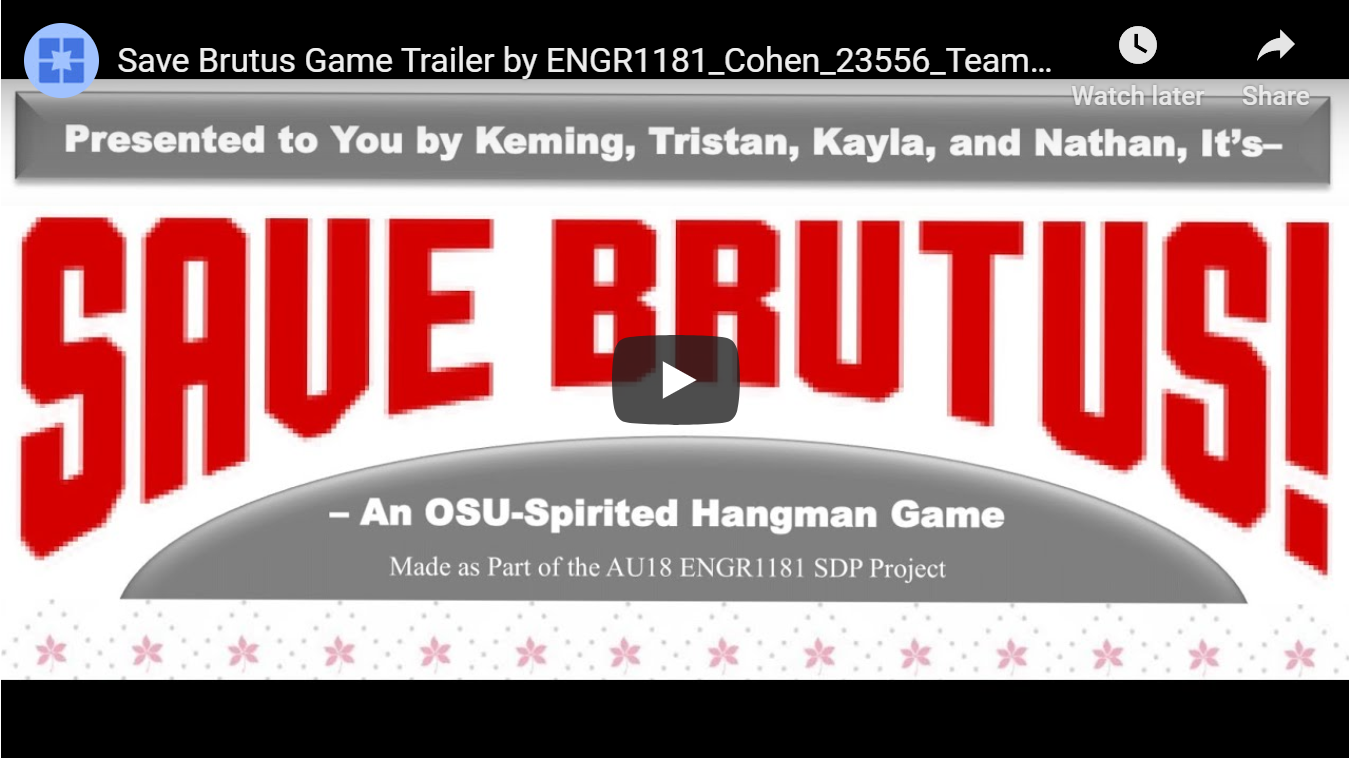 Save Brutus Game Trailer by ENGR1181_Cohen_23556_Team...
Watch later
Share
Presented to You by Keming, Tristan, Kayla, and Nathan, It’s–
SAVE BRUTUS!
– An OSU-Spirited Hangman Game
Made as Part of the AU18 ENGR1181 SDP Project